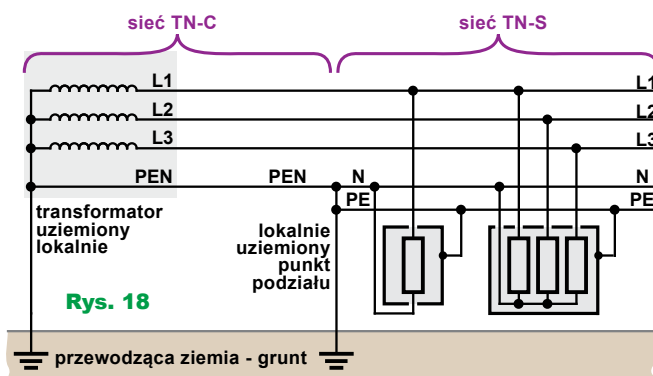 sieć TN-C
sieć TN-S
L1
L1
L2
L2
L3
L3
PEN
PEN
N
N
PE
PE
transformator
uziemiony
lokalnie
lokalnie
uziemiony
punkt
podziału
Rys. 18
przewodząca ziemia - grunt